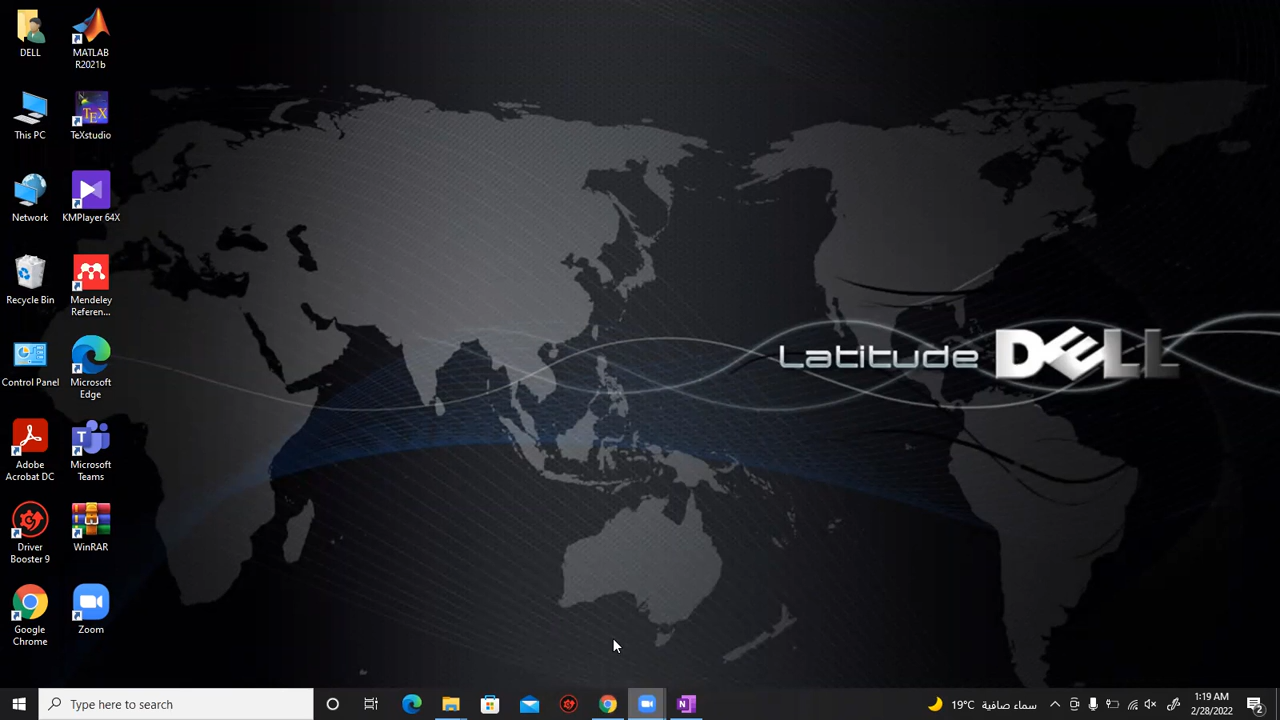 DELL
MATLAB
R2021b
This PC
TeXstudio
Network
KMPlayer 64X
Recycle Bin
Mendeley
Referen...
Control Panel
Microsoft
Edge
Adobe
Acrobat DC
Microsoft
Teams
Driver
Booster 9
WinRAR
Google
Chrome
Zoom
Latitude DELL
Type here to search
19°C سماء صافية
1:19 AM
2/28/2022
2